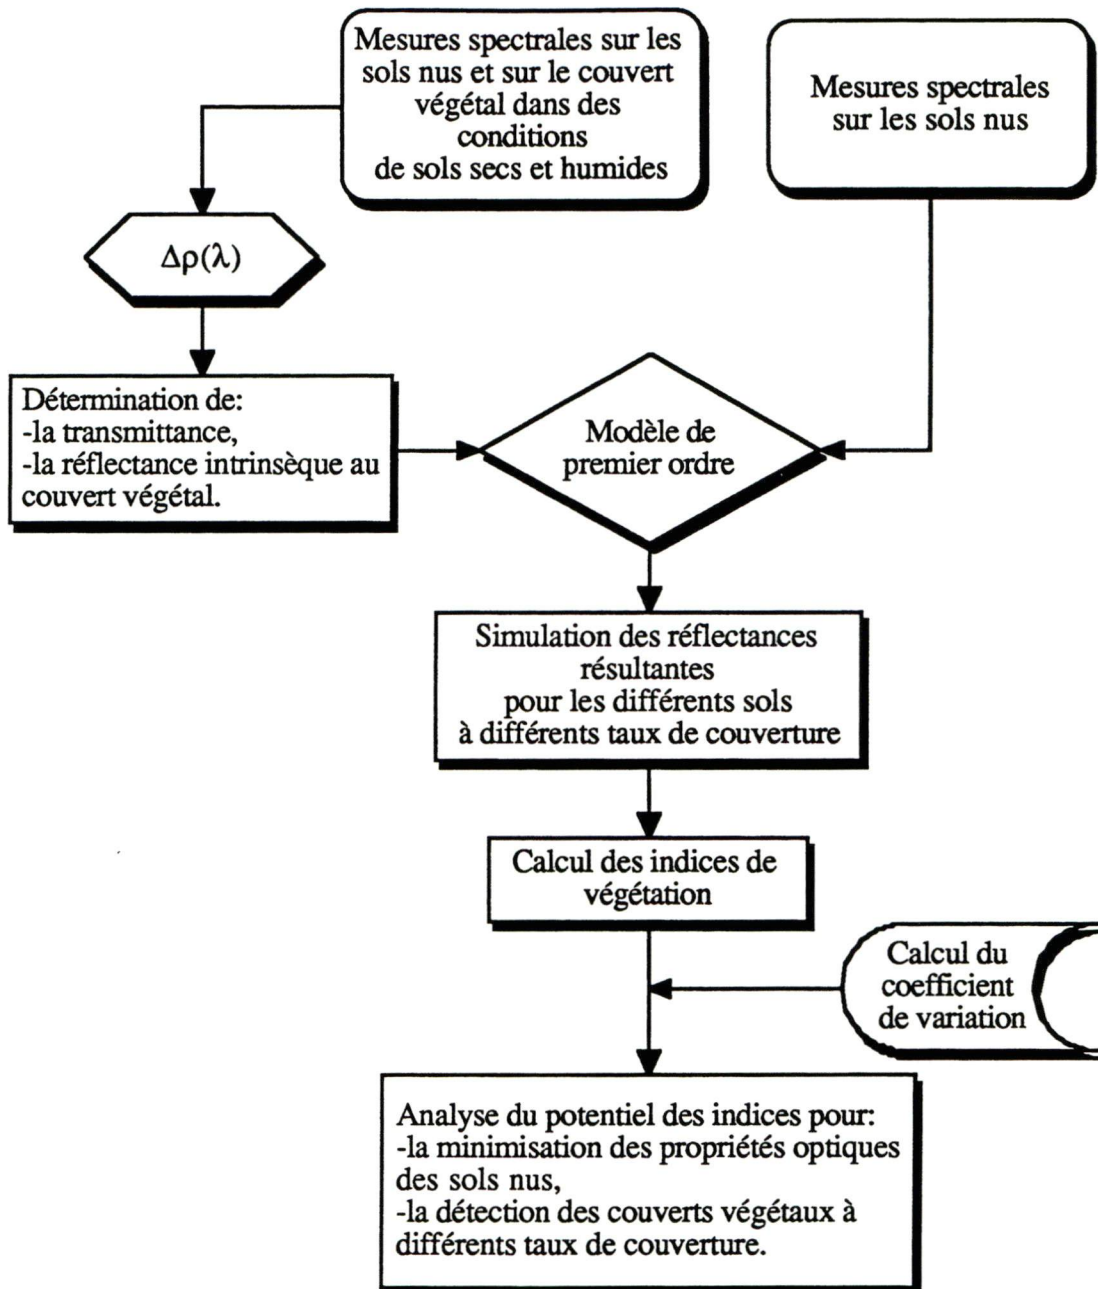 Mesures spectrales sur les
sols nus et sur le couvert
végétal dans des
conditions
de sols secs et humides
Mesures spectrales
sur les sols nus
Δρ(λ)
Détermination de:
-la transmittance,
-la réflectance intrinsèque au
couvert végétal.
Modèle de
premier ordre
Simulation des réflectances
résultantes
pour les différents sols
à différents taux de couverture
Calcul des indices de
végétation
Calcul du
coefficient
de variation
Analyse du potentiel des indices pour:
-la minimisation des propriétés optiques
des sols nus,
-la détection des couverts végétaux à
différents taux de couverture.